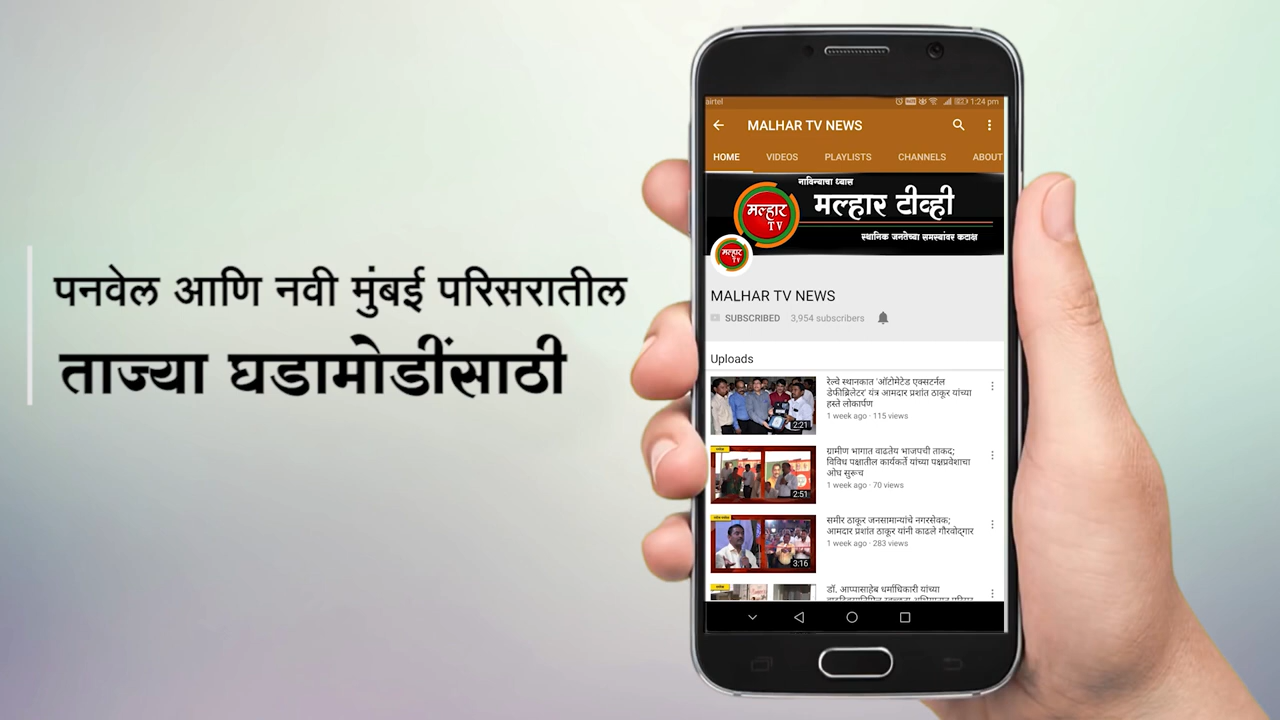 पनवेल आणि नवी मुंबई परिसरातील
ताज्या घडामोडींसाठी
airtel
1:24 pm
MALHAR TV NEWS
HOME VIDEOS PLAYLISTS CHANNELS ABOUT
नाविन्याचा ध्यास
मल्हार टीव्ही
मल्हार
TV
स्थानिक जनतेच्या समस्यांवर कटाक्ष
मल्हार
TV
MALHAR TV NEWS
SUBSCRIBED 3,954 subscribers
Uploads
रेल्वे स्थानकात 'ऑटोमेटेड एक्सटर्नल
डेफीब्रिलेटर' यंत्र आमदार प्रशांत ठाकूर यांच्या
हस्ते लोकार्पण
1 week ago · 115 views
2:21
ग्रामीण भागात वाढतेय भाजपची ताकद;
विविध पक्षातील कार्यकर्ते यांच्या पक्षप्रवेशाचा
ओघ सुरूच
1 week ago · 70 views
2:51
समीर ठाकूर जनसामान्यांचे नगरसेवक;
आमदार प्रशांत ठाकूर यांनी काढले गौरवोद्गार
1 week ago · 283 views
3:16
डॉ. आप्पासाहेब धर्माधिकारी यांच्या